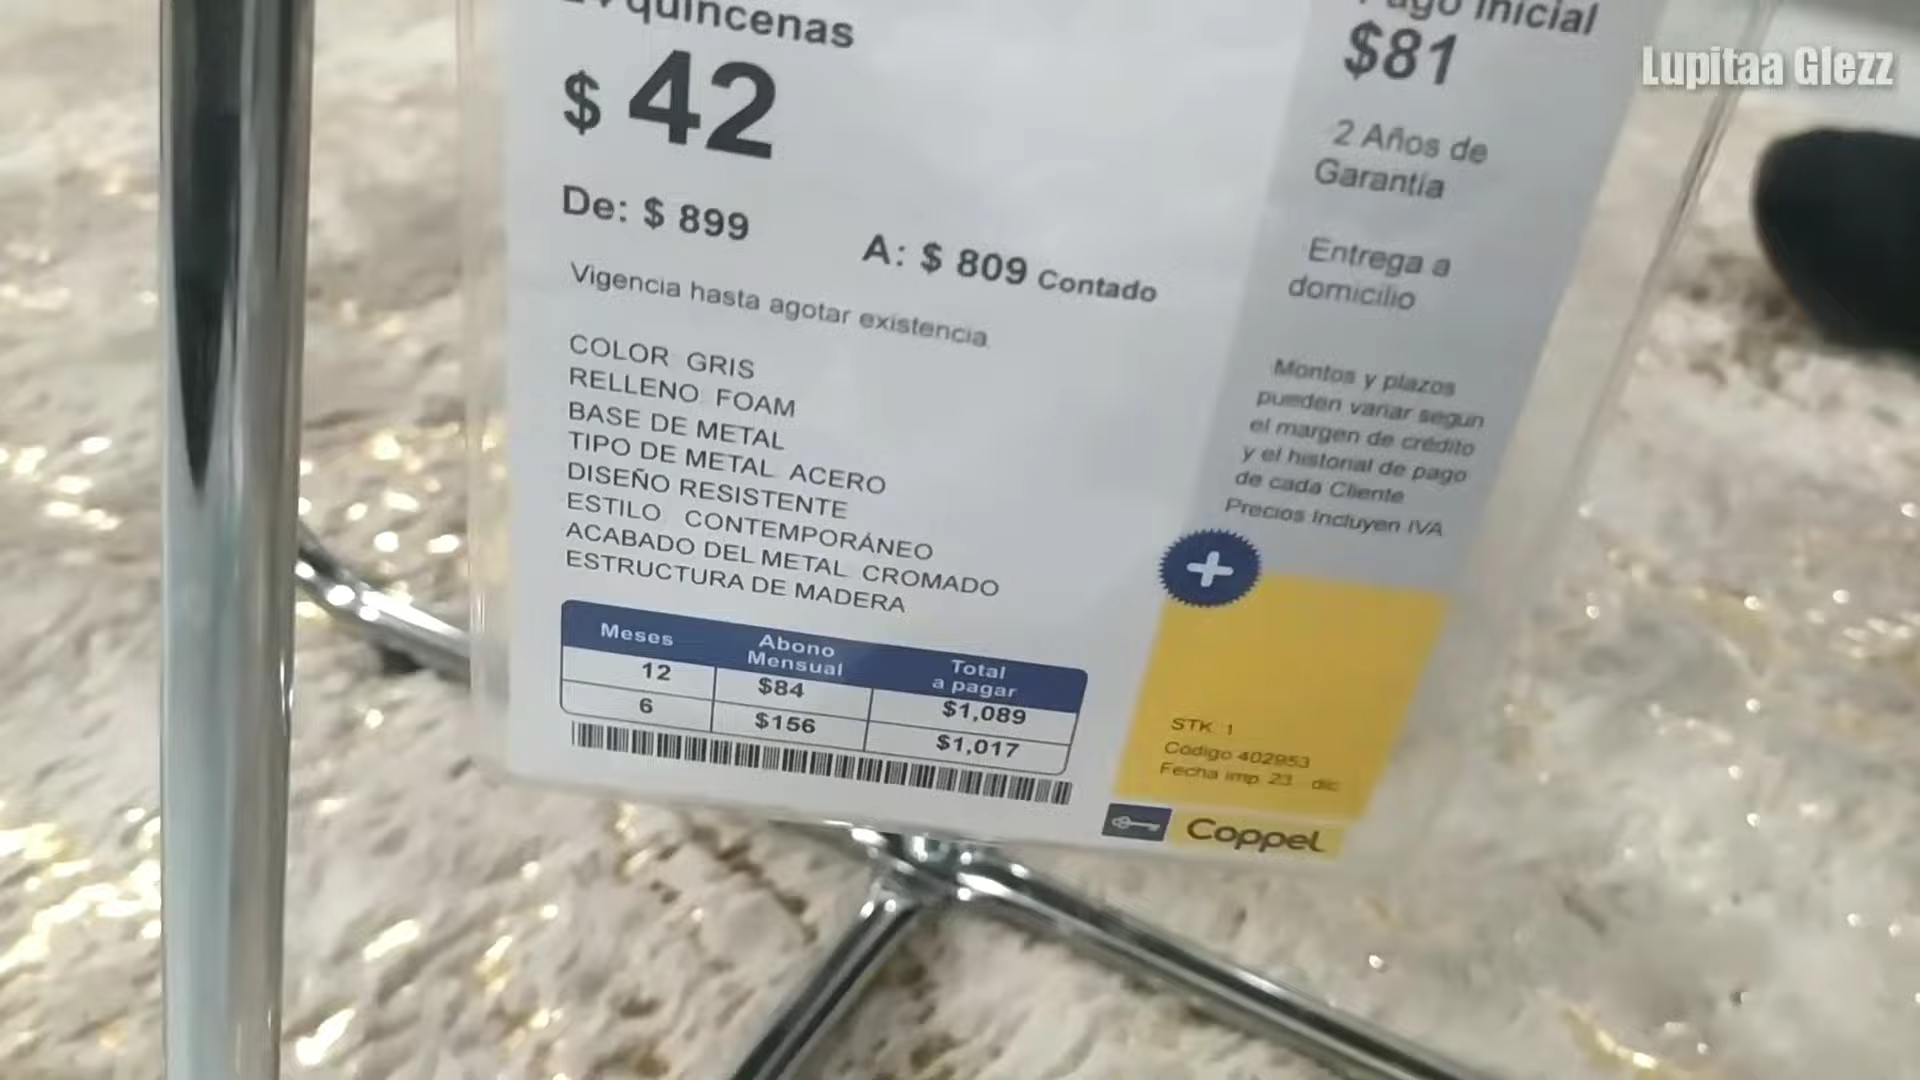 quincenas
$ 42
De: $ 899
A: $ 809 Contado
Vigencia hasta agotar existencia.
COLOR GRIS
RELLENO FOAM
BASE DE METAL
TIPO DE METAL ACERO
DISEÑO RESISTENTE
ESTILO CONTEMPORÁNEO
ACABADO DEL METAL CROMADO
ESTRUCTURA DE MADERA
Meses Abono Mensual Total a pagar
12 $84 $1,089
6 $156 $1,017
inicial
$81
2 Años de
Garantía
Entrega a
domicilio
Montos y plazos
pueden variar segun
el margen de crédito
y el historial de pago
de cada Cliente
Precios Incluyen IVA
+
STK 1
Código 402953
Fecha imp 23 dic
Coppel
Lupitaa Glezz